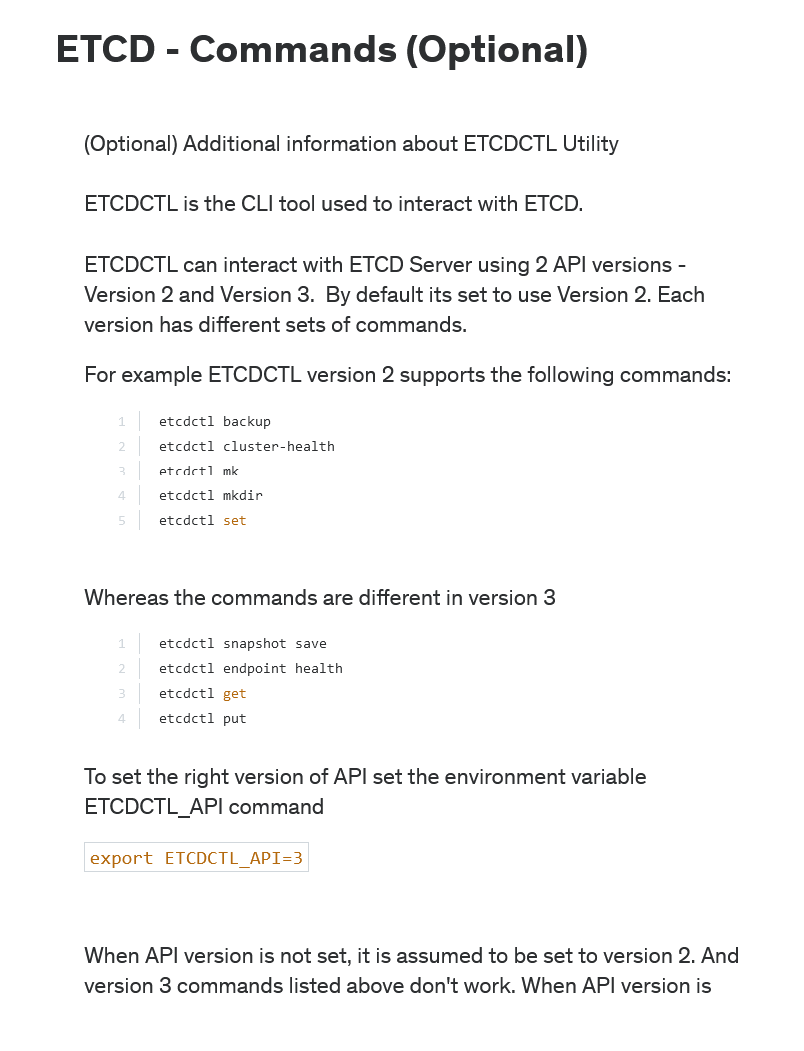 ETCD - Commands (Optional)
(Optional) Additional information about ETCDCTL Utility
ETCDCTL is the CLI tool used to interact with ETCD.
ETCDCTL can interact with ETCD Server using 2 API versions -
Version 2 and Version 3.  By default its set to use Version 2. Each
version has different sets of commands.
For example ETCDCTL version 2 supports the following commands:
1 etcdctl backup
2 etcdctl cluster-health
3 etcdctl mk
4 etcdctl mkdir
5 etcdctl set
Whereas the commands are different in version 3
1 etcdctl snapshot save
2 etcdctl endpoint health
3 etcdctl get
4 etcdctl put
To set the right version of API set the environment variable
ETCDCTL_API command
export ETCDCTL_API=3
When API version is not set, it is assumed to be set to version 2. And
version 3 commands listed above don't work. When API version is